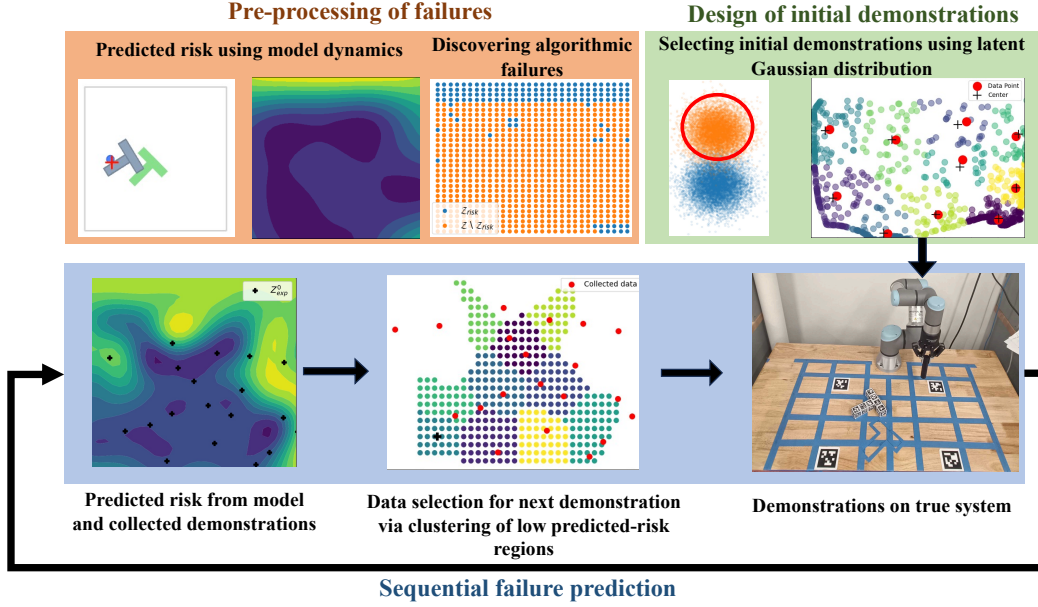 Pre-processing of failures
Design of initial demonstrations
Predicted risk using model dynamics
Discovering algorithmic
failures
Selecting initial demonstrations using latent
Gaussian distribution
Data Point
Center
Z_risk
Z \ Z_risk
Z^0_exp
Collected data
Predicted risk from model
and collected demonstrations
Data selection for next demonstration
via clustering of low predicted-risk
regions
Demonstrations on true system
Sequential failure prediction